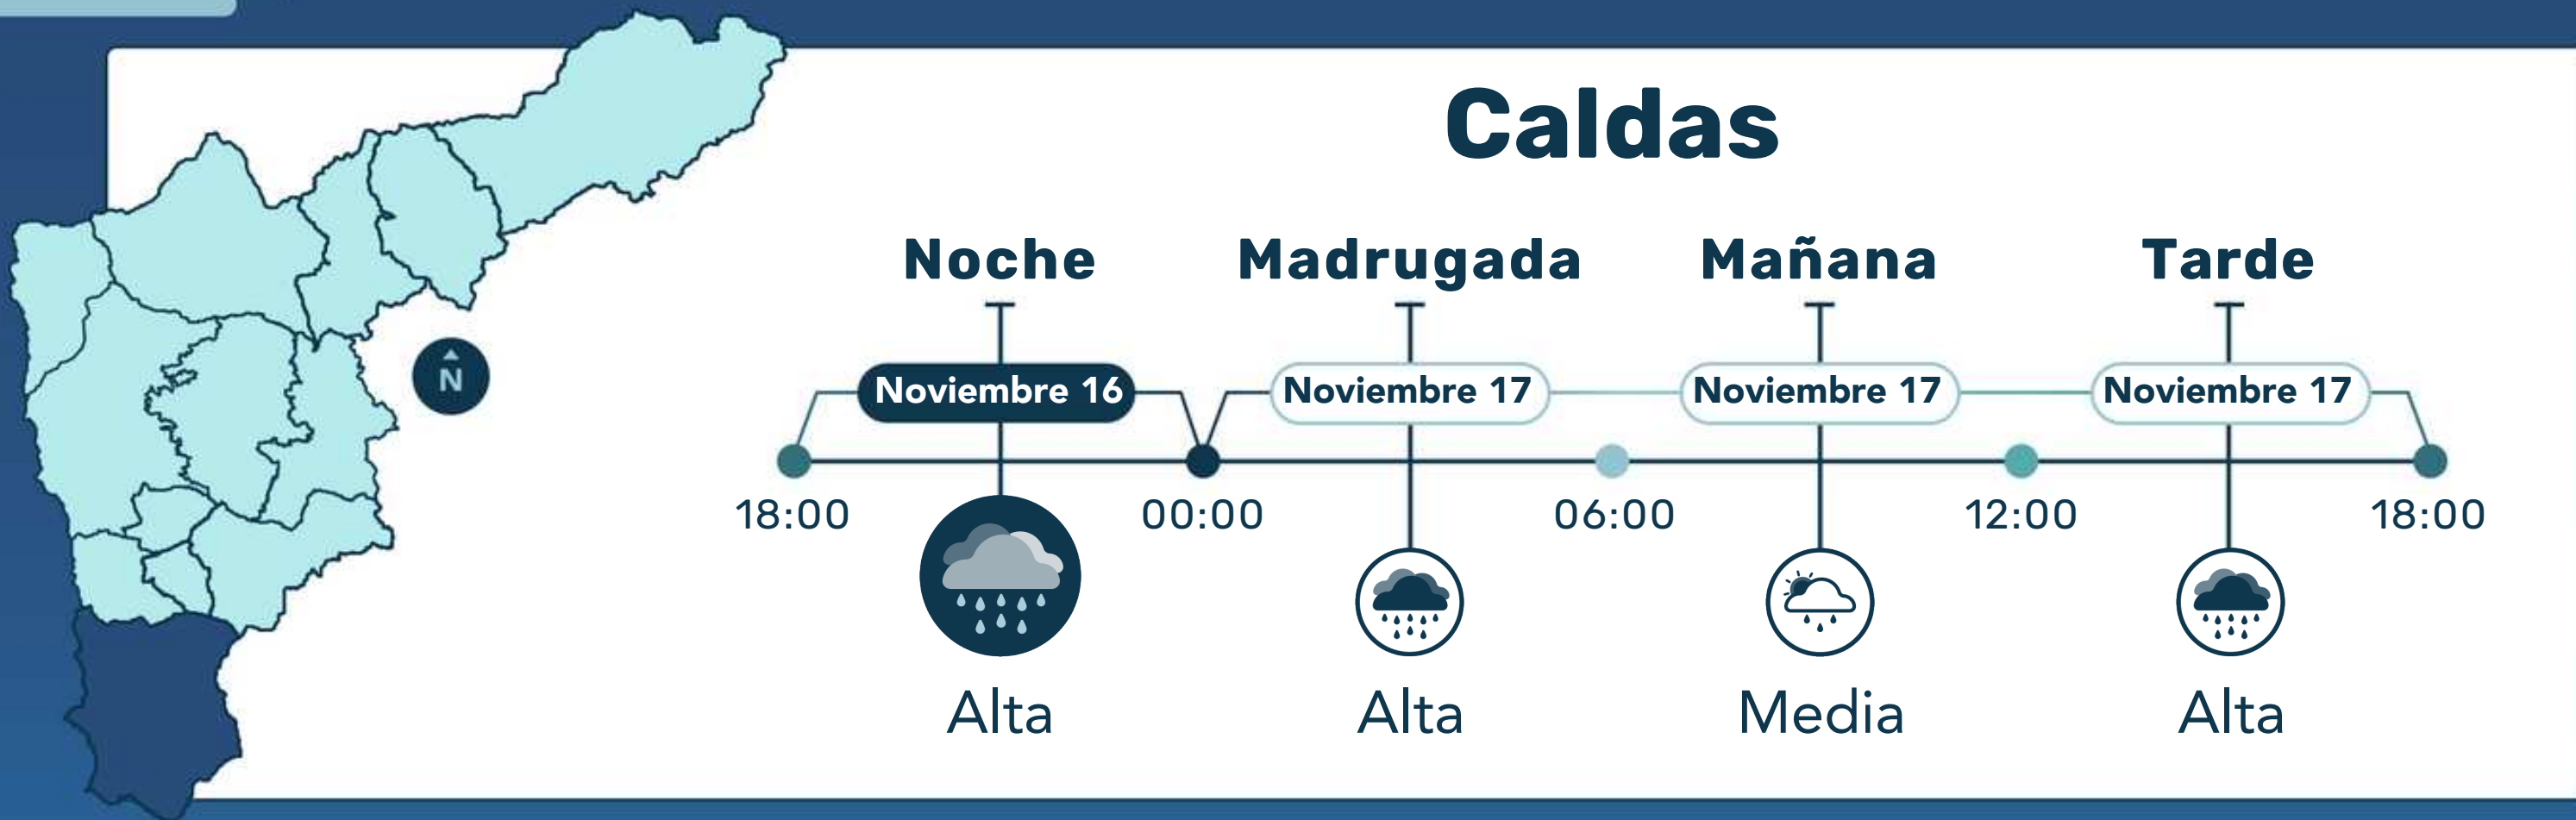 Caldas
Noche Madrugada Mañana Tarde
N
Noviembre 16 Noviembre 17 Noviembre 17 Noviembre 17
18:00 00:00 06:00 12:00 18:00
Alta Alta Media Alta